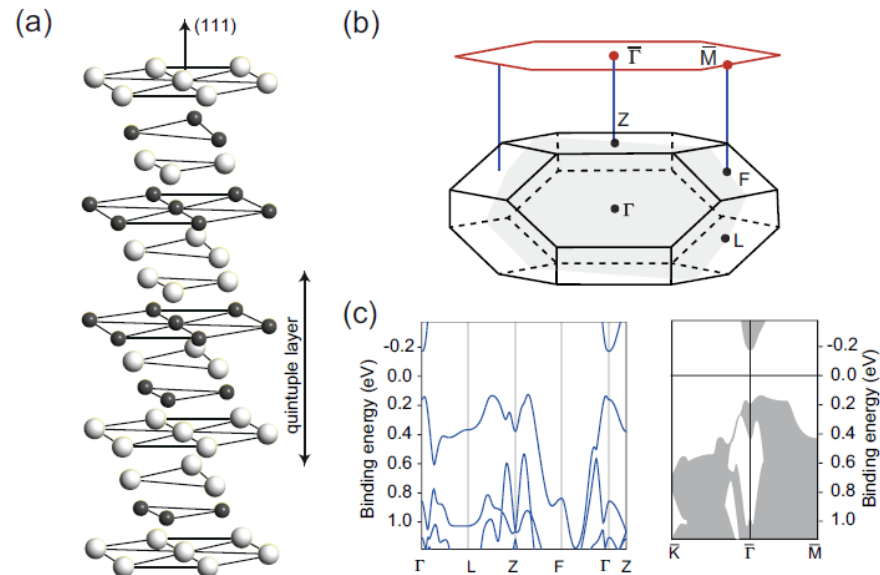 (a)
(111)
quintuple layer
(b)
Γ̄
M̄
Z
F
Γ
L
(c)
Binding energy (eV)
-0.2
0.0
0.2
0.4
0.6
0.8
1.0
Γ L Z F Γ Z
-0.2
0.0
0.2
0.4
0.6
0.8
1.0
Binding energy (eV)
K̄ Γ̄ M̄